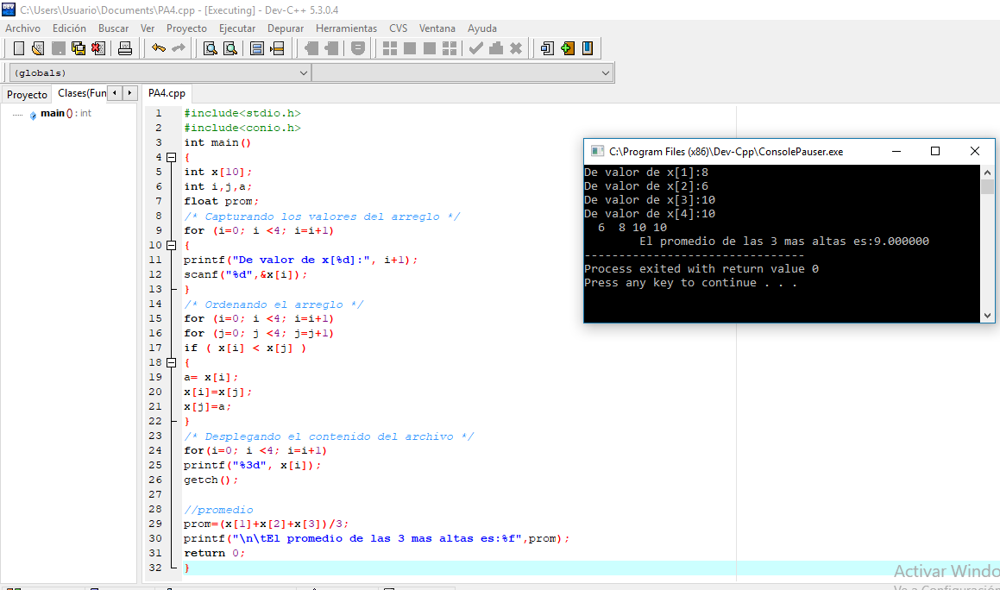 C:\Users\Usuario\Documents\PA4.cpp - [Executing] - Dev-C++ 5.3.0.4
Archivo Edición Buscar Ver Proyecto Ejecutar Depurar Herramientas CVS Ventana Ayuda
(globals)
Proyecto Clases(Fun
main () : int
PA4.cpp
1 #include<stdio.h>
2 #include<conio.h>
3 int main()
4 {
5 int x[10];
6 int i,j,a;
7 float prom;
8 /* Capturando los valores del arreglo */
9 for (i=0; i <4; i=i+1)
10 {
11 printf("De valor de x[%d]:", i+1);
12 scanf("%d",&x[i]);
13 }
14 /* Ordenando el arreglo */
15 for (i=0; i <4; i=i+1)
16 for (j=0; j <4; j=j+1)
17 if ( x[i] < x[j] )
18 {
19 a= x[i];
20 x[i]=x[j];
21 x[j]=a;
22 }
23 /* Desplegando el contenido del archivo */
24 for(i=0; i <4; i=i+1)
25 printf("%3d", x[i]);
26 getch();
27
28 //promedio
29 prom=(x[1]+x[2]+x[3])/3;
30 printf("\n\tEl promedio de las 3 mas altas es:%f",prom);
31 return 0;
32 }
C:\Program Files (x86)\Dev-Cpp\ConsolePauser.exe
De valor de x[1]:8
De valor de x[2]:6
De valor de x[3]:10
De valor de x[4]:10
6 8 10 10
El promedio de las 3 mas altas es:9.000000
--------------------------------
Process exited with return value 0
Press any key to continue . . .
Activar Windo